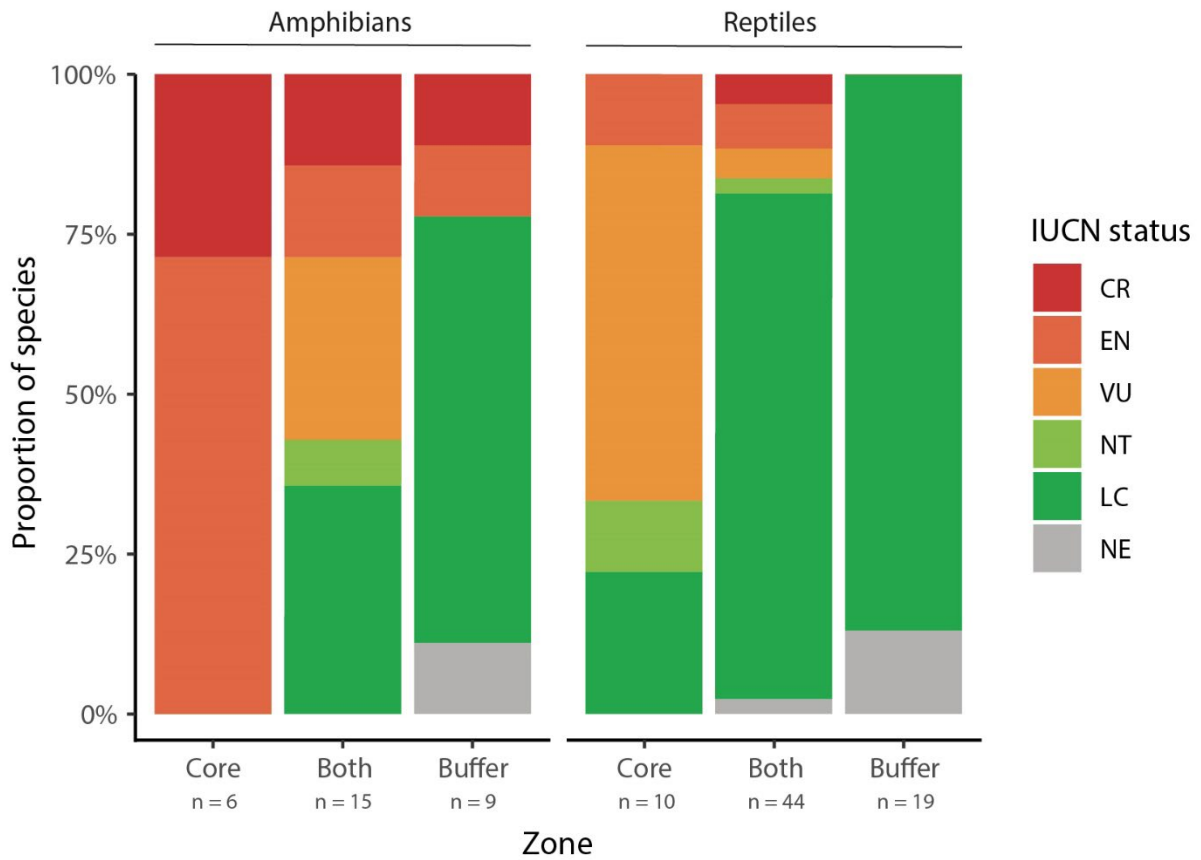 Amphibians
Reptiles
100%
75%
50%
25%
0%
Proportion of species
Core
Both
Buffer
Core
Both
Buffer
n = 6
n = 15
n = 9
n = 10
n = 44
n = 19
Zone
IUCN status
CR
EN
VU
NT
LC
NE